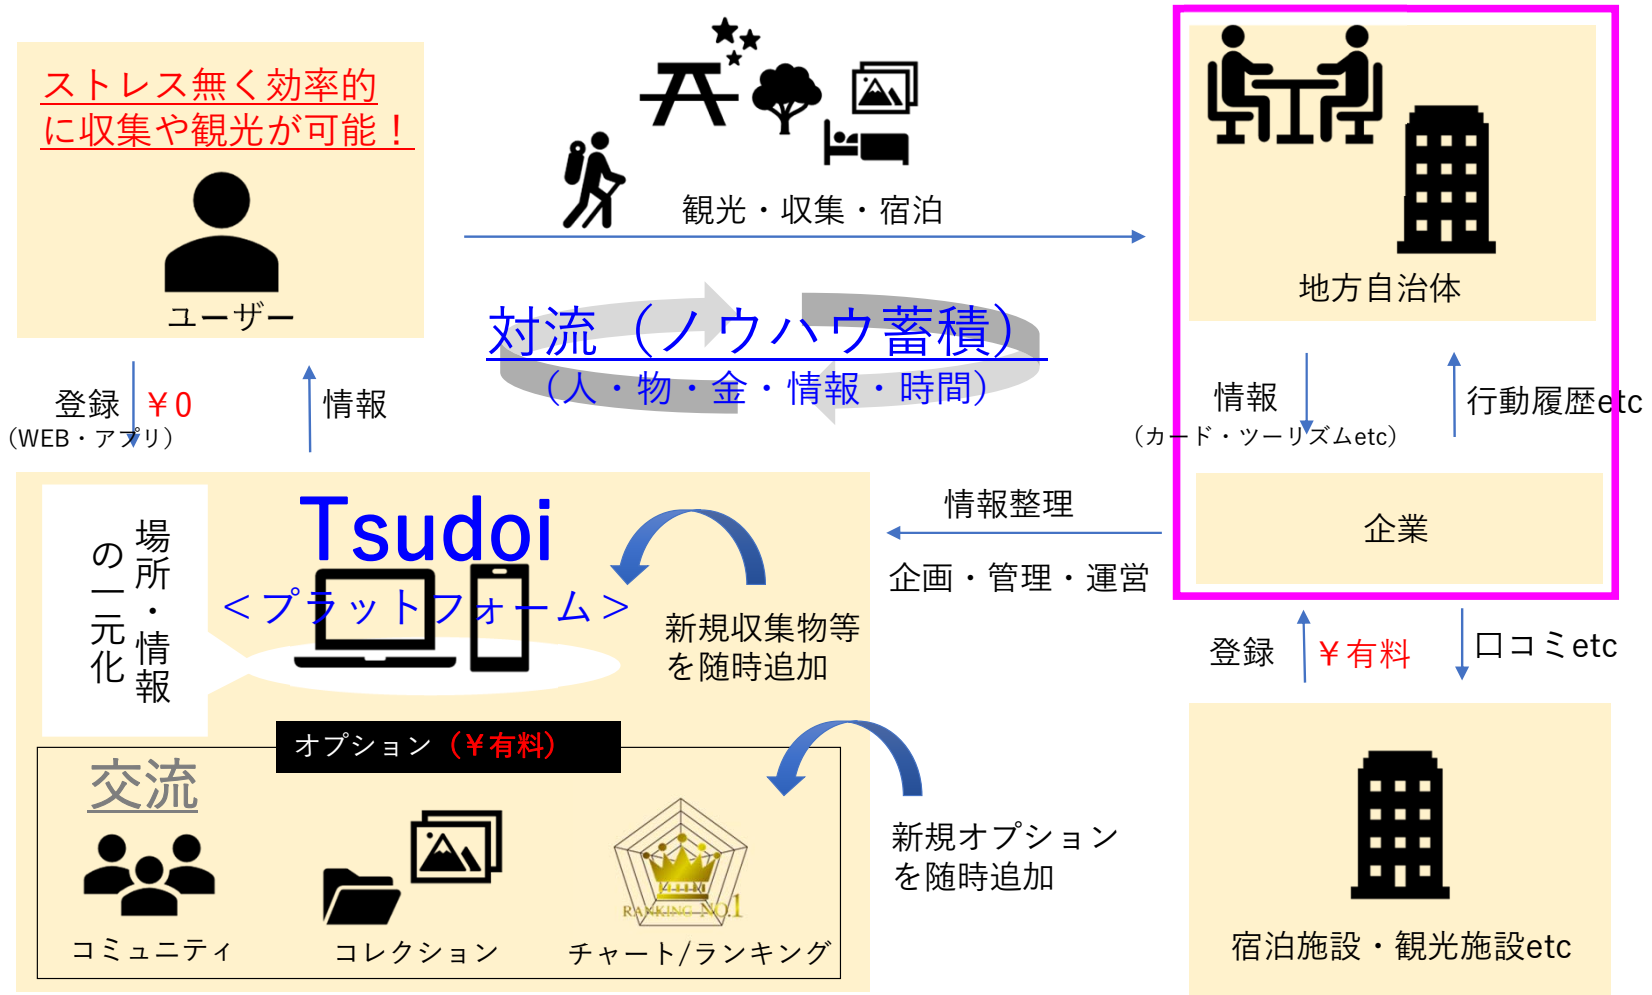 ストレス無く効率的
に収集や観光が可能！
ユーザー
観光・収集・宿泊
地方自治体
対流（ノウハウ蓄積）
（人・物・金・情報・時間）
登録 ￥0
（WEB・アプリ）
情報
情報
（カード・ツーリズムetc）
行動履歴etc
場所・情報
の一元化
Tsudoi
＜プラットフォーム＞
新規収集物等
を随時追加
情報整理
企画・管理・運営
企業
登録 ￥有料
口コミetc
オプション（￥有料）
交流
コミュニティ
コレクション
RANKING NO.1
チャート/ランキング
新規オプション
を随時追加
宿泊施設・観光施設etc